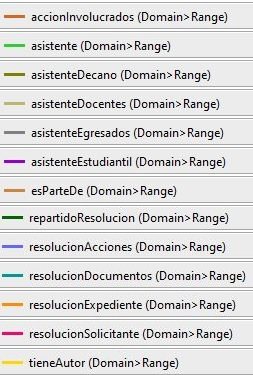 accionInvolucrados (Domain>Range)
asistente (Domain>Range)
asistenteDecano (Domain>Range)
asistenteDocentes (Domain>Range)
asistenteEgresados (Domain>Range)
asistenteEstudiantil (Domain>Range)
esParteDe (Domain>Range)
repartidoResolucion (Domain>Range)
resolucionAcciones (Domain>Range)
resolucionDocumentos (Domain>Range)
resolucionExpediente (Domain>Range)
resolucionSolicitante (Domain>Range)
tieneAutor (Domain>Range)